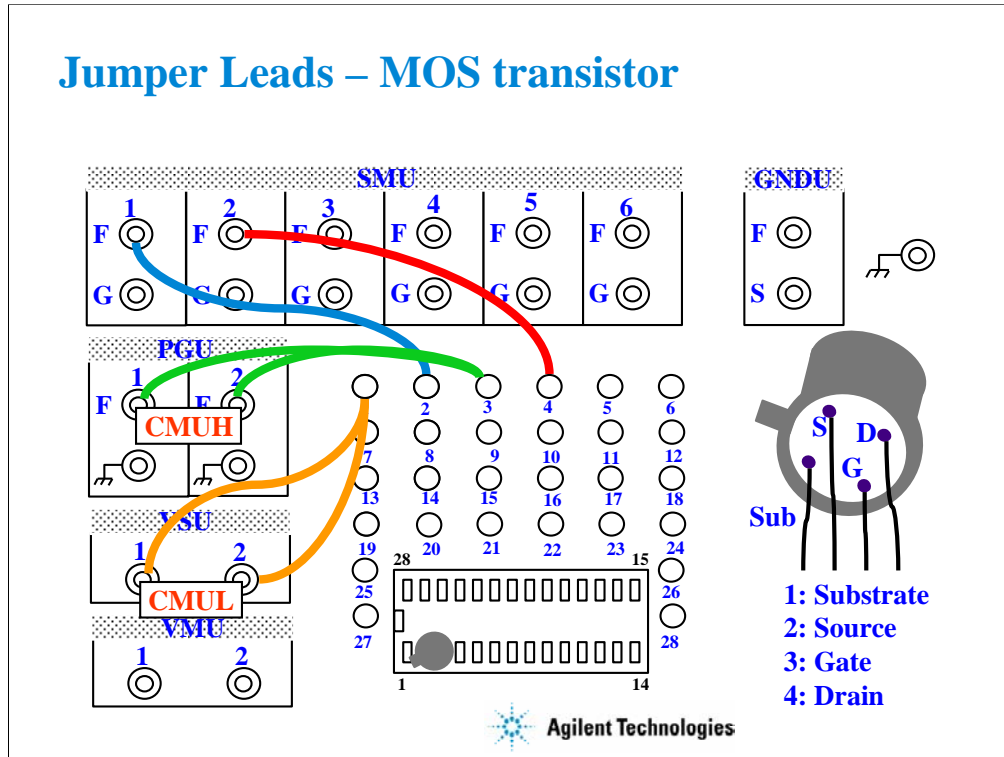 Jumper Leads – MOS transistor
SMU
GNDU
1 2 3 4 5 6
F F F F F F F
G G G G G G S
PGU
1 2
F F
CMUH
2 3 4 5 6
7 8 9 10 11 12
13 14 15 16 17 18
19 20 21 22 23 24
25 26
27 28
28 15
1 14
VSU
1 2
CMUL
VMU
1 2
S D
G
Sub
1: Substrate
2: Source
3: Gate
4: Drain
Agilent Technologies